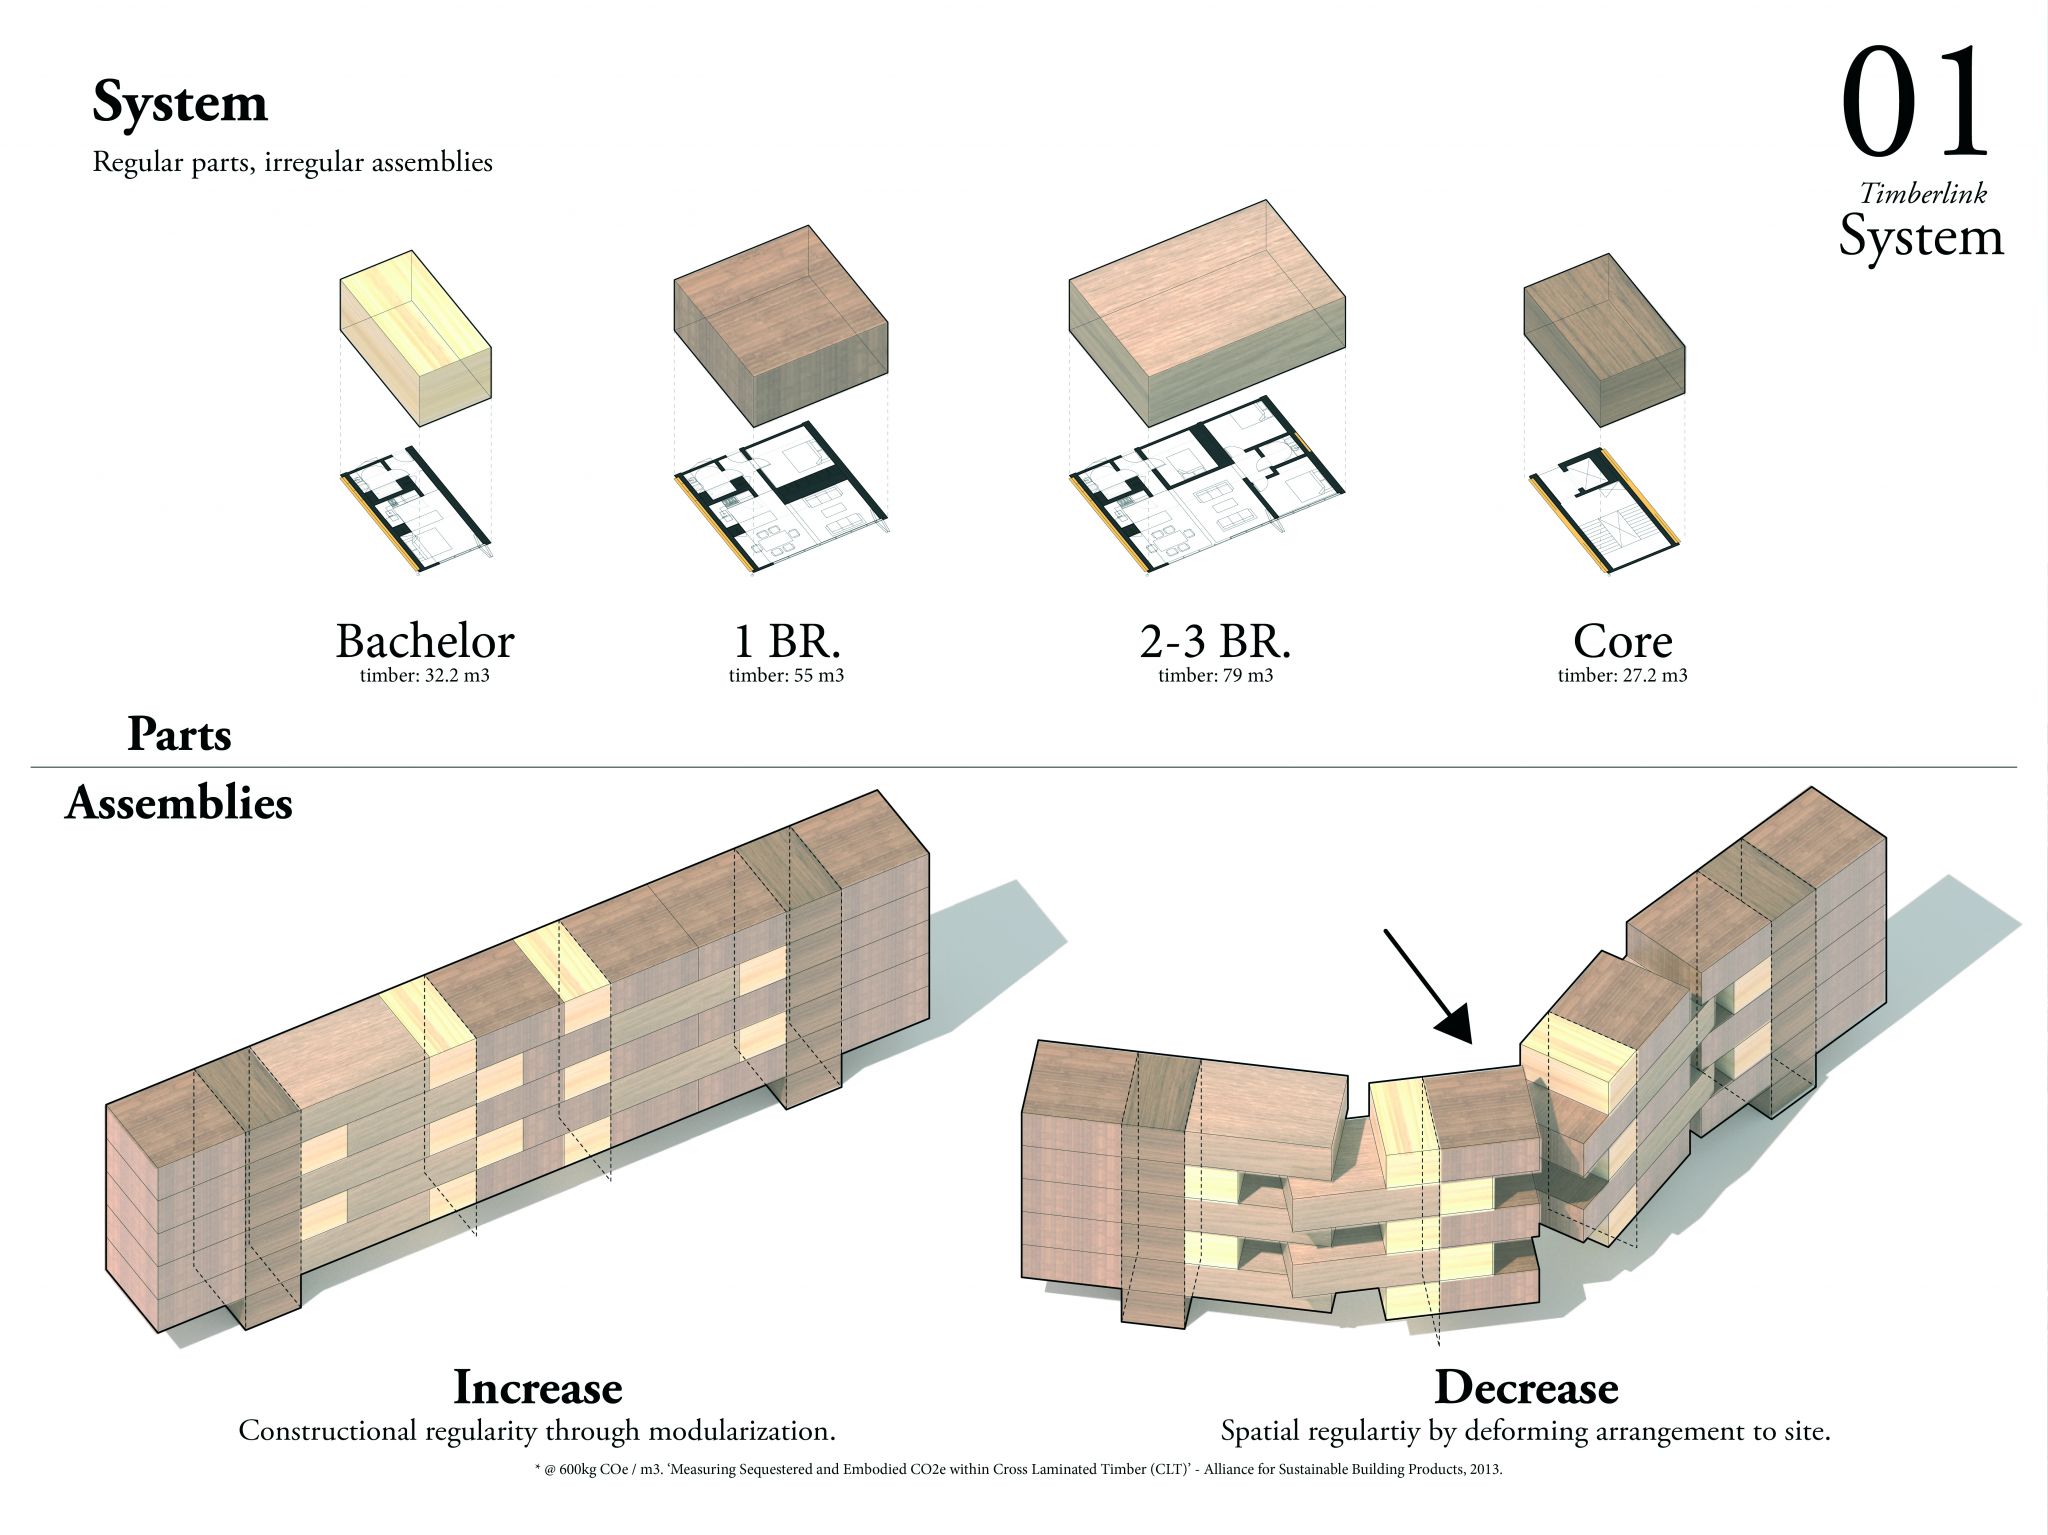 System
Regular parts, irregular assemblies
01
Timberlink
System
Bachelor
timber: 32.2 m3
1 BR.
timber: 55 m3
2-3 BR.
timber: 79 m3
Core
timber: 27.2 m3
Parts
Assemblies
Increase
Constructional regularity through modularization.
Decrease
Spatial regulartiy by deforming arrangement to site.
* @ 600kg COe / m3. ‘Measuring Sequestered and Embodied CO2e within Cross Laminated Timber (CLT)’ - Alliance for Sustainable Building Products, 2013.